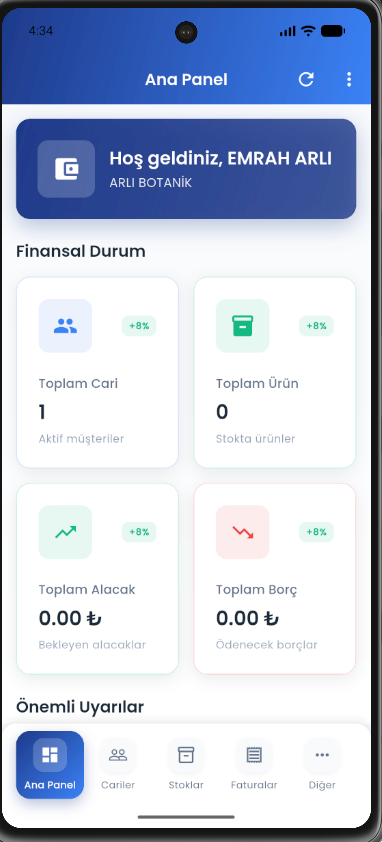 4:34
Ana Panel
Hoş geldiniz, EMRAH ARLI
ARLI BOTANİK
Finansal Durum
+8%
Toplam Cari
1
Aktif müşteriler
+8%
Toplam Ürün
0
Stokta ürünler
+8%
Toplam Alacak
0.00 ₺
Bekleyen alacaklar
+8%
Toplam Borç
0.00 ₺
Ödenecek borçlar
Önemli Uyarılar
Ana Panel
Cariler
Stoklar
Faturalar
Diğer